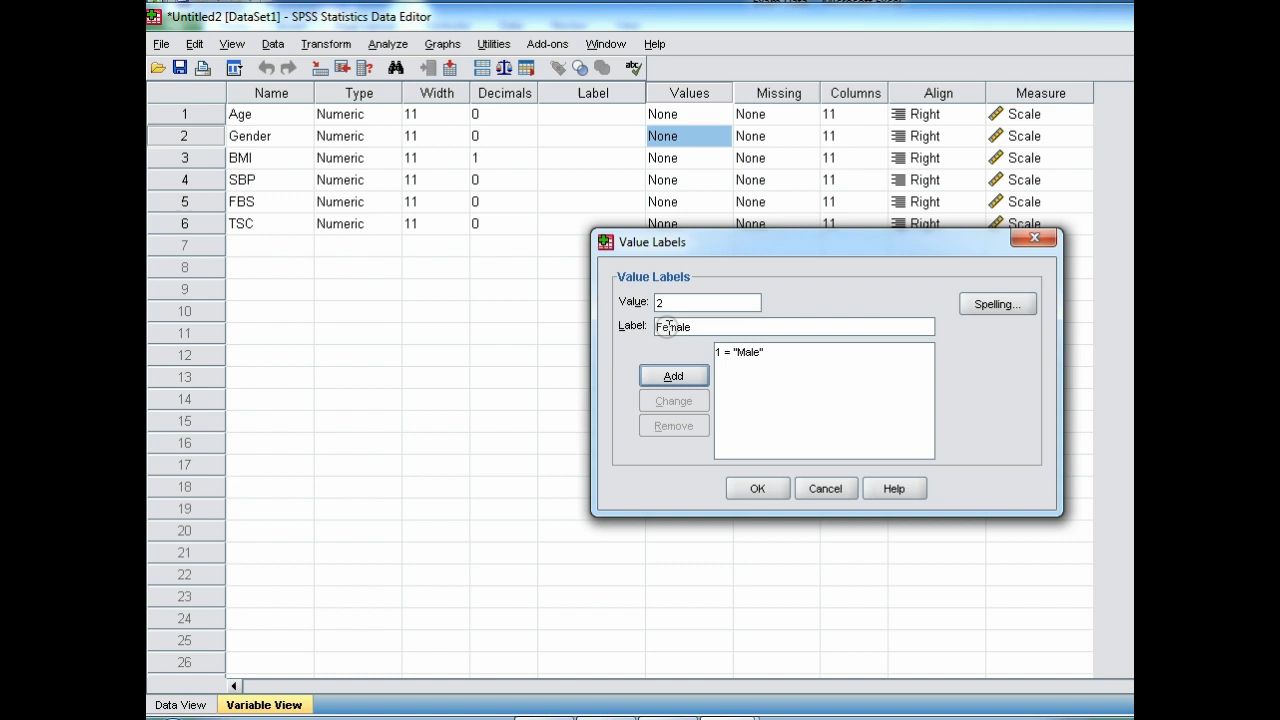 *Untitled2 [DataSet1] - SPSS Statistics Data Editor
File Edit View Data Transform Analyze Graphs Utilities Add-ons Window Help
Name Type Width Decimals Label Values Missing Columns Align Measure
1 Age Numeric 11 0 None None 11 Right Scale
2 Gender Numeric 11 0 None None 11 Right Scale
3 BMI Numeric 11 1 None None 11 Right Scale
4 SBP Numeric 11 0 None None 11 Right Scale
5 FBS Numeric 11 0 None None 11 Right Scale
6 TSC Numeric 11 0 None None 11 Right Scale
7
8
9
10
11
12
13
14
15
16
17
18
19
20
21
22
23
24
25
26
Value Labels
Value Labels
Value: 2
Spelling...
Label: Female
1 = "Male"
Add
Change
Remove
OK Cancel Help
Data View Variable View